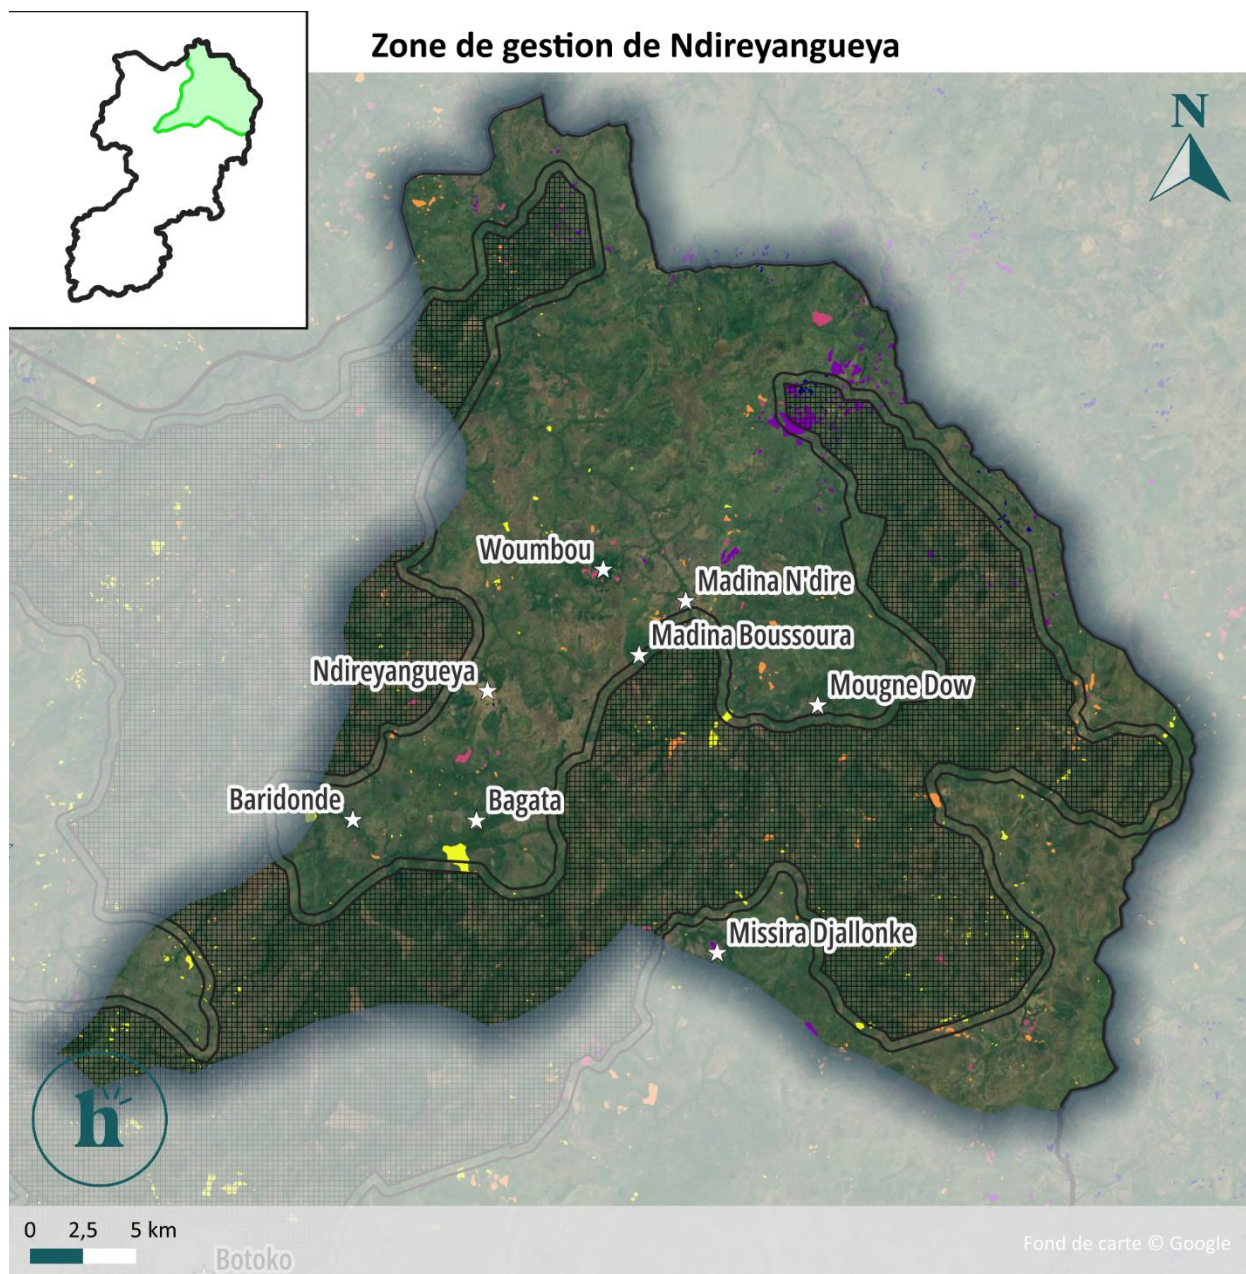 Zone de gestion de Ndireyangueya
N
Woumbou
Madina N'dire
Madina Boussoura
Ndireyangueya
Mougne Dow
Baridonde
Bagata
Missira Djallonke
h
0 2,5 5 km
Fond de carte © Google
Botoko